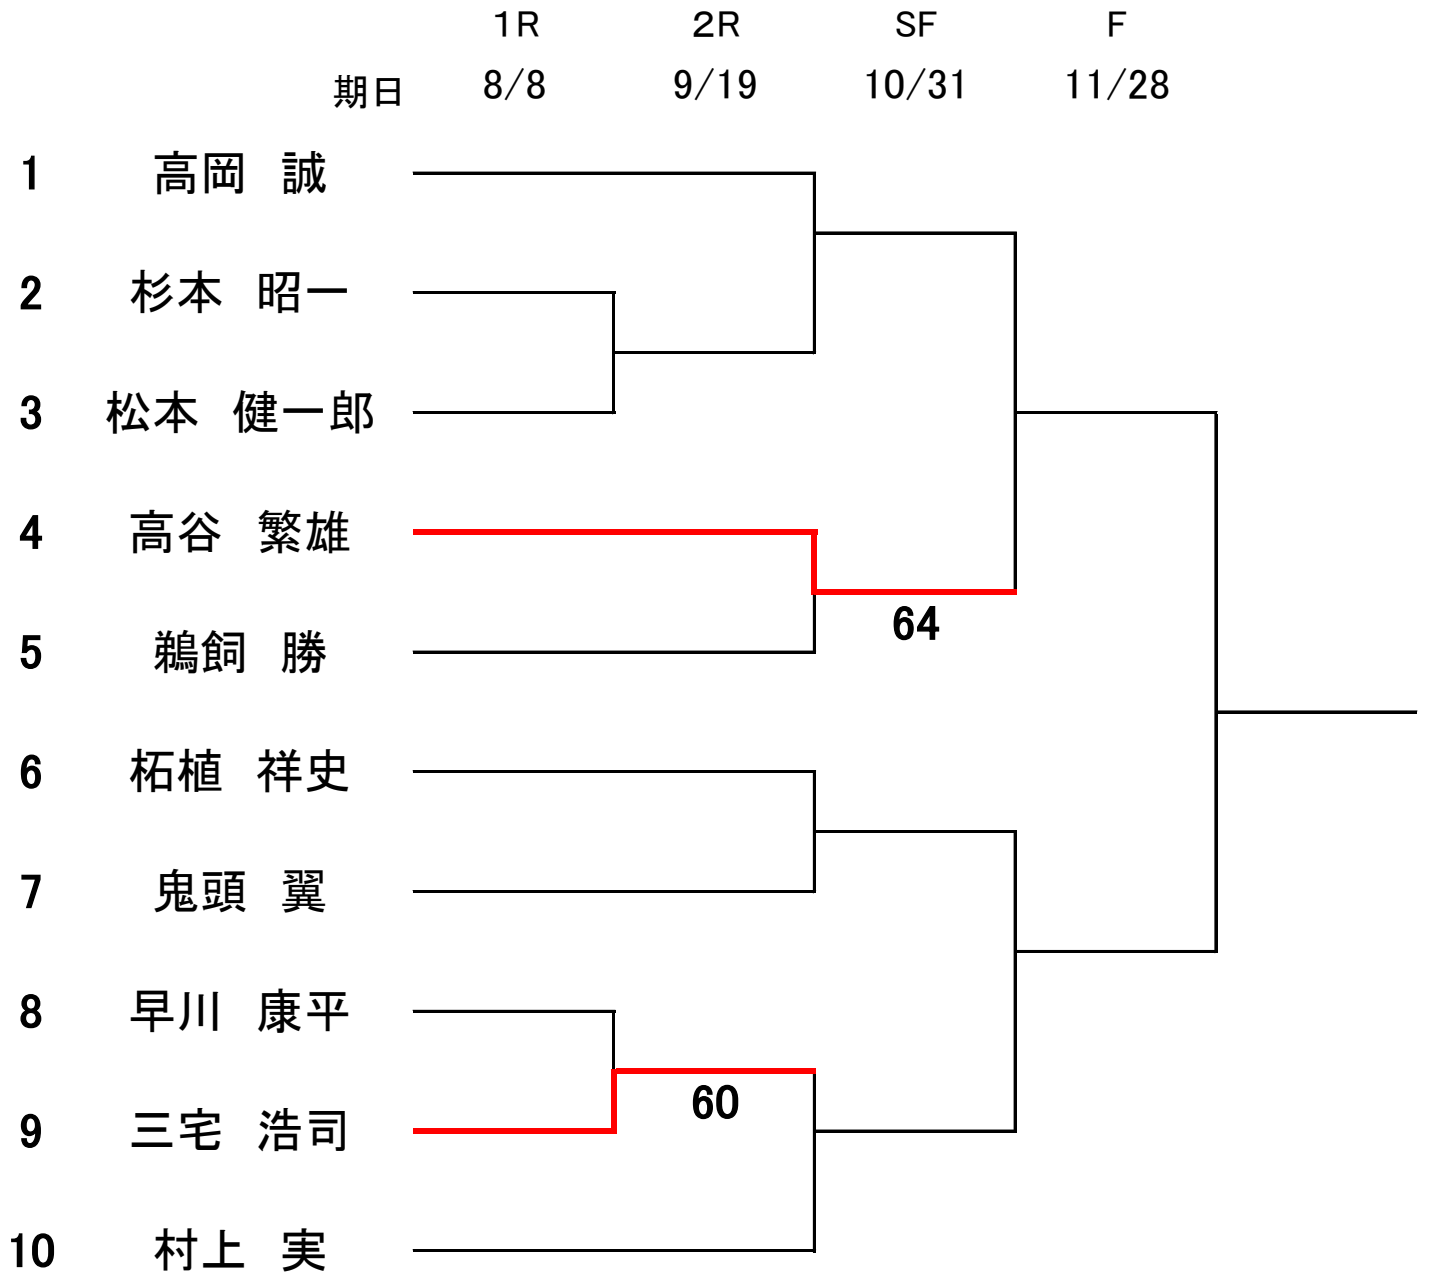 1R 2R SF F
期日 8/8 9/19 10/31 11/28
1 高岡 誠
2 杉本 昭一
3 松本 健一郎
4 高谷 繁雄
64
5 鵜飼 勝
6 柘植 祥史
7 鬼頭 翼
8 早川 康平
60
9 三宅 浩司
10 村上 実